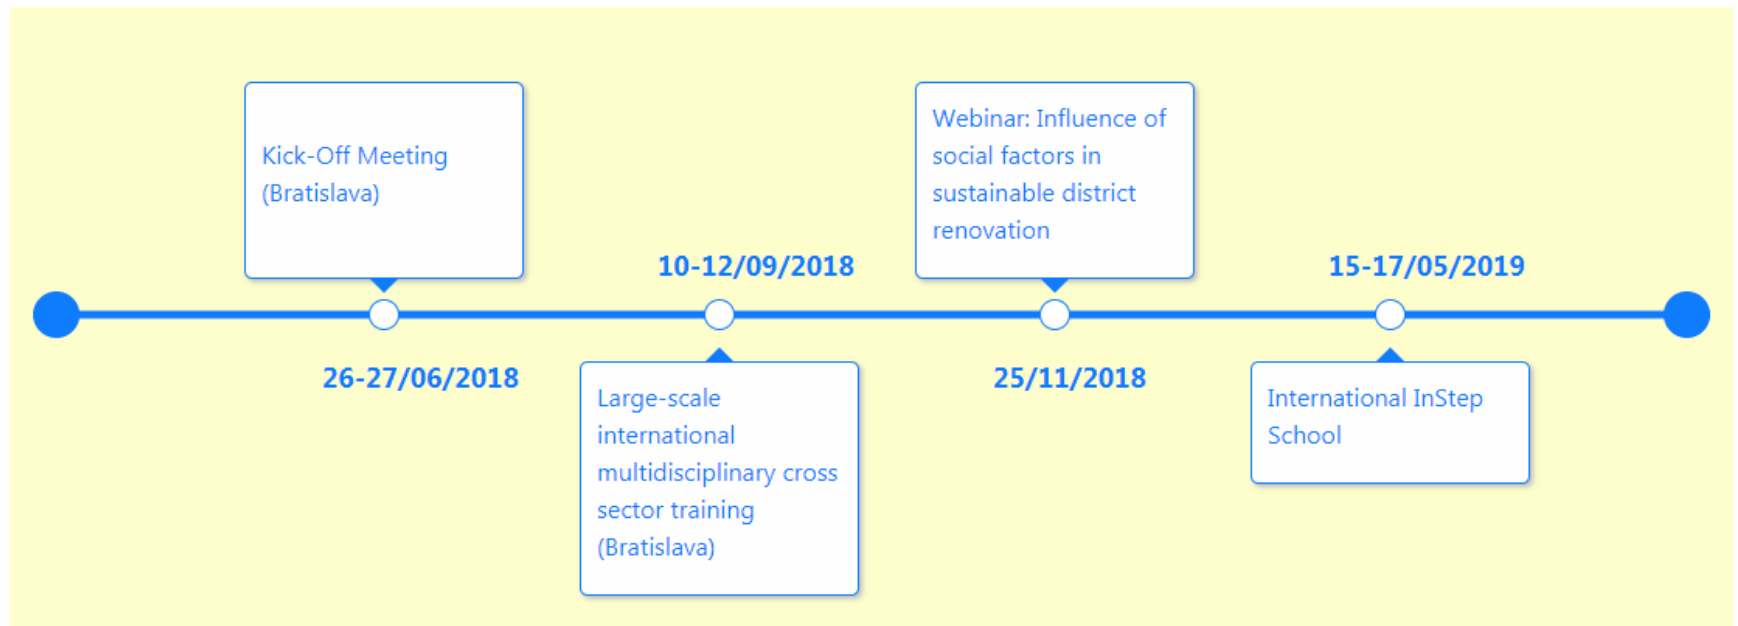 Kick-Off Meeting
(Bratislava)
26-27/06/2018
10-12/09/2018
Large-scale
international
multidisciplinary cross
sector training
(Bratislava)
Webinar: Influence of
social factors in
sustainable district
renovation
25/11/2018
15-17/05/2019
International InStep
School